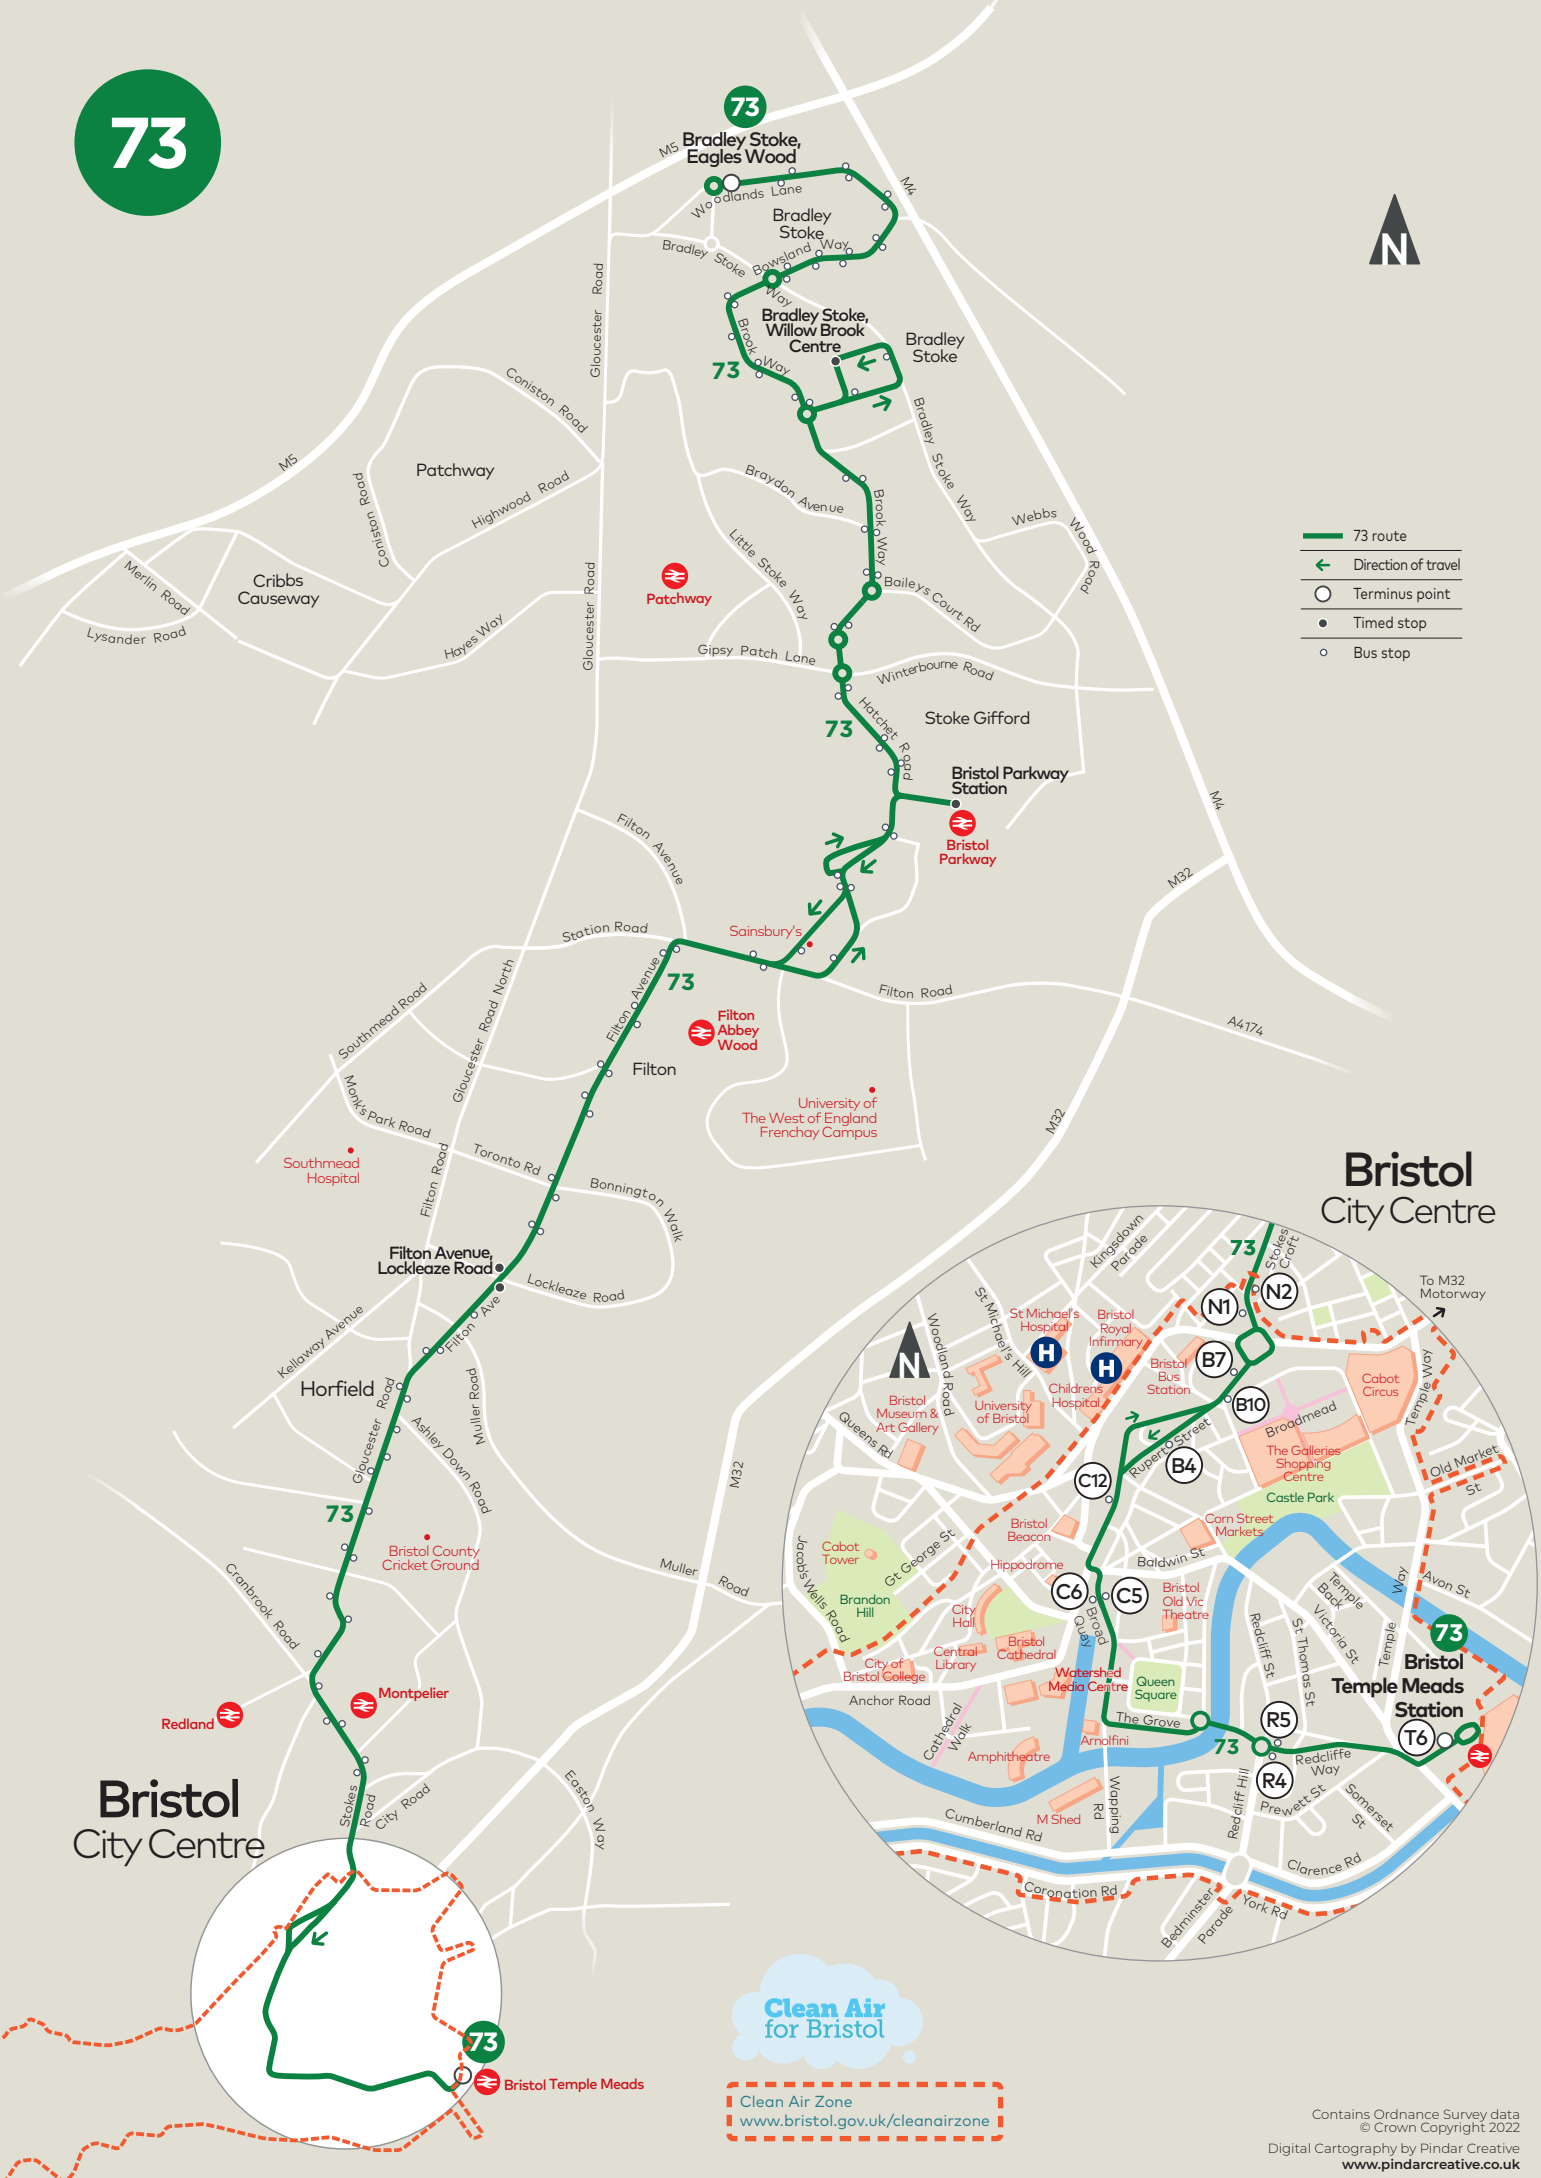 73
73
Bradley Stoke,
Eagles Wood
M5
M4
Woodlands Lane
Bradley
Stoke
Bradley Stoke
Way
Bowsland Way
N
Gloucester Road
Bradley Stoke,
Willow Brook
Centre
Bradley
Stoke
Brook
Way
73
Coniston Road
M5
Patchway
Coniston Road
Highwood Road
Braydon Avenue
Brook Way
Bradley Stoke Way
Webbs
Wood Road
Little Stoke Way
73 route
Direction of travel
Terminus point
Timed stop
Bus stop
Merlin Road
Cribbs
Causeway
Lysander Road
Hayes Way
Gloucester Road
Patchway
Baileys Court Rd
Gipsy Patch Lane
Winterbourne Road
Stoke Gifford
73
Hatchet Road
Bristol Parkway
Station
Bristol
Parkway
M4
M32
Filton Avenue
Station Road
Sainsbury's
73
Filton Avenue
Filton Road
A4174
Gloucester Road North
Southmead Road
Filton
Abbey
Wood
Filton
Monk's Park Road
University of
The West of England
Frenchay Campus
M32
Southmead
Hospital
Toronto Rd
Filton Road
Bonnington Walk
Filton Avenue,
Lockleaze Road
Lockleaze Road
Filton Ave
Kellaway Avenue
Horfield
Muller Road
Gloucester Road
Ashley Down Road
M32
73
Bristol County
Cricket Ground
Muller Road
Cranbrook Road
Montpelier
Redland
Stokes
Road
City Road
Easton Way
Bristol
City Centre
73
Bristol Temple Meads
Bristol
City Centre
73
Stokes
Croft
Kingsdown
Parade
To M32
Motorway
N1
N2
St Michael's
Hospital
H
Bristol
Royal
Infirmary
H
B7
Bristol
Bus
Station
N
Woodland Road
St Michael's Hill
Childrens
Hospital
Cabot
Circus
Temple Way
B10
Broadmead
Bristol
Museum &
Art Gallery
University
of Bristol
Queens Rd
Rupert Street
B4
The Galleries
Shopping
Centre
Old Market
St
C12
Castle Park
Bristol
Beacon
Corn Street
Markets
Cabot
Tower
Gt George St
Hippodrome
Baldwin St
Jacob's Wells Road
Brandon
Hill
C6
C5
Broad
Quay
Bristol
Old Vic
Theatre
Temple
Back
Avon St
Temple Way
Victoria St
St Thomas St
Redcliff St
City
Hall
Central
Library
Bristol
Cathedral
City of
Bristol College
Anchor Road
Watershed
Media Centre
Queen
Square
73
Bristol
Temple Meads
Station
The Grove
R5
T6
73
Redcliffe
Way
R4
Cathedral
Walk
Amphitheatre
Arnolfini
M Shed
Wapping
Rd
Redcliff Hill
Prewett St
Somerset
St
Cumberland Rd
Clarence Rd
Coronation Rd
Bedminster
Parade
York Rd
Clean Air
for Bristol
Clean Air Zone
www.bristol.gov.uk/cleanairzone
Contains Ordnance Survey data
© Crown Copyright 2022
Digital Cartography by Pindar Creative
www.pindarcreative.co.uk